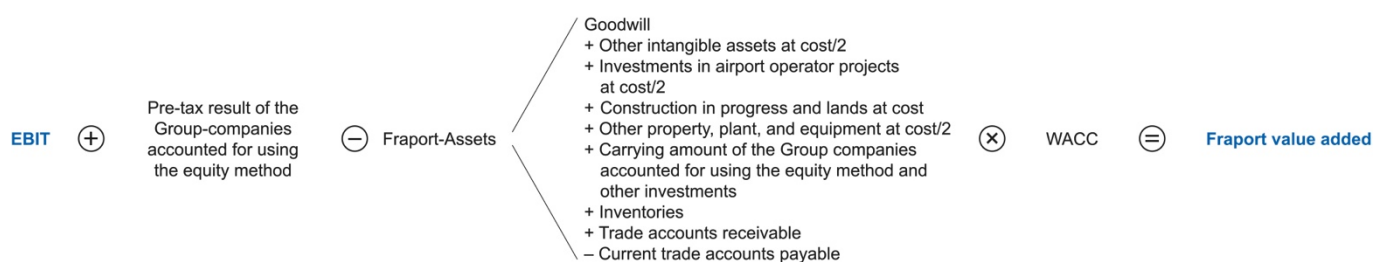 EBIT
+
Pre-tax result of the
Group-companies
accounted for using
the equity method
−
Fraport-Assets
Goodwill
+ Other intangible assets at cost/2
+ Investments in airport operator projects
at cost/2
+ Construction in progress and lands at cost
+ Other property, plant, and equipment at cost/2
+ Carrying amount of the Group companies
accounted for using the equity method and
other investments
+ Inventories
+ Trade accounts receivable
– Current trade accounts payable
×
WACC
=
Fraport value added